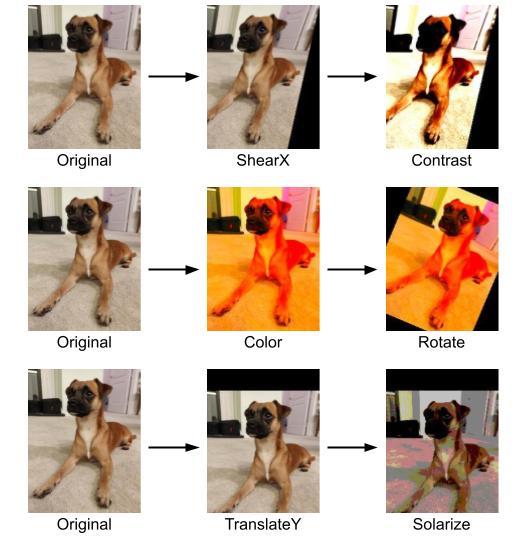 Original
ShearX
Contrast
Original
Color
Rotate
Original
TranslateY
Solarize